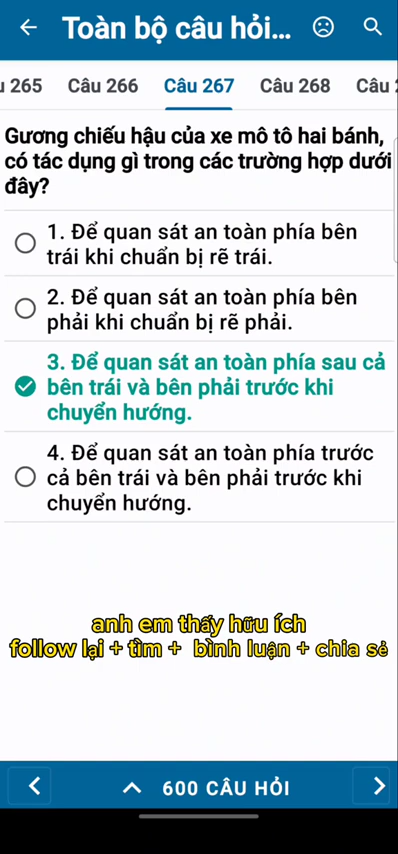 Toàn bộ câu hỏi...
265 Câu 266 Câu 267 Câu 268 Câu
Gương chiếu hậu của xe mô tô hai bánh,
có tác dụng gì trong các trường hợp dưới
đây?
1. Để quan sát an toàn phía bên
trái khi chuẩn bị rẽ trái.
2. Để quan sát an toàn phía bên
phải khi chuẩn bị rẽ phải.
3. Để quan sát an toàn phía sau cả
bên trái và bên phải trước khi
chuyển hướng.
4. Để quan sát an toàn phía trước
cả bên trái và bên phải trước khi
chuyển hướng.
anh em thấy hữu ích
follow lại + tìm + bình luận + chia sẻ
600 CÂU HỎI